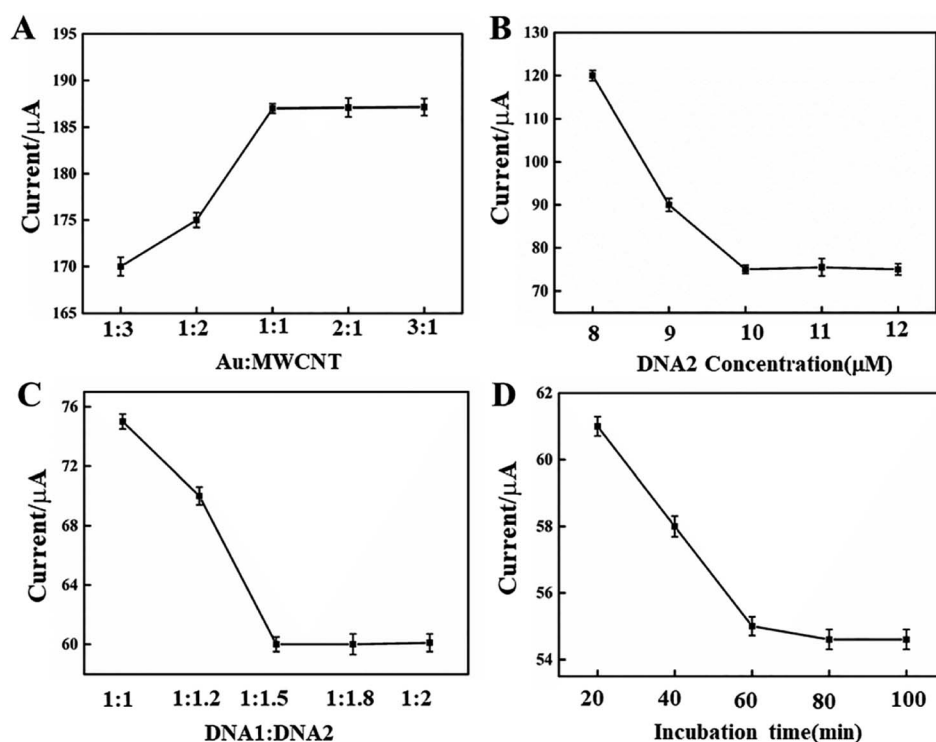 A
195
190
185
180
175
170
165
Current/μA
1:3 1:2 1:1 2:1 3:1
Au:MWCNT
B
130
120
110
100
90
80
70
Current/μA
8 9 10 11 12
DNA2 Concentration(μM)
C
76
72
68
64
60
Current/μA
1:1 1:1.2 1:1.5 1:1.8 1:2
DNA1:DNA2
D
62
60
58
56
54
Current/μA
20 40 60 80 100
Incubation time(min)